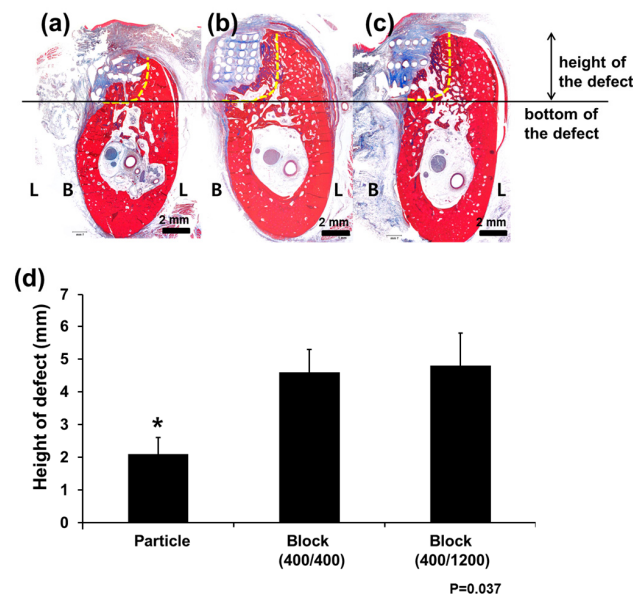 (a)
(b)
(c)
height of
the defect
bottom of
the defect
L B L B L B L
2 mm 2 mm 2 mm
(d)
Height of defect (mm)
7
6
5
4
3
2
1
0
*
Particle
Block
(400/400)
Block
(400/1200)
P=0.037